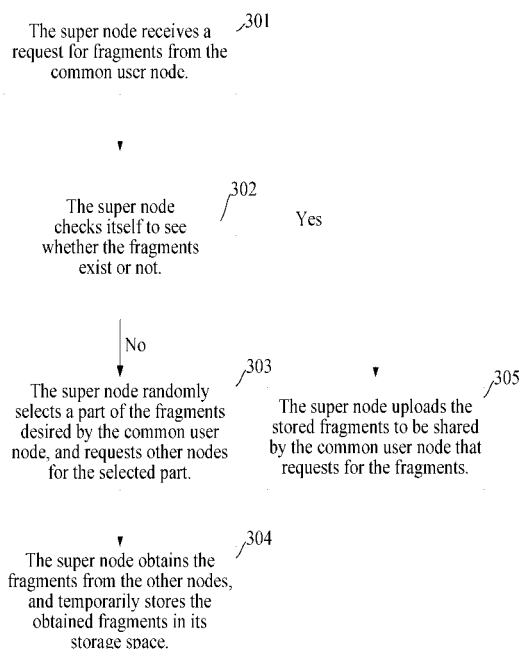 301
The super node receives a
request for fragments from the
common user node.
302
The super node
checks itself to see
whether the fragments
exist or not.
Yes
No
303
The super node randomly
selects a part of the fragments
desired by the common user
node, and requests other nodes
for the selected part.
305
The super node uploads the
stored fragments to be shared
by the common user node that
requests for the fragments.
304
The super node obtains the
fragments from the other nodes,
and temporarily stores the
obtained fragments in its
storage space.